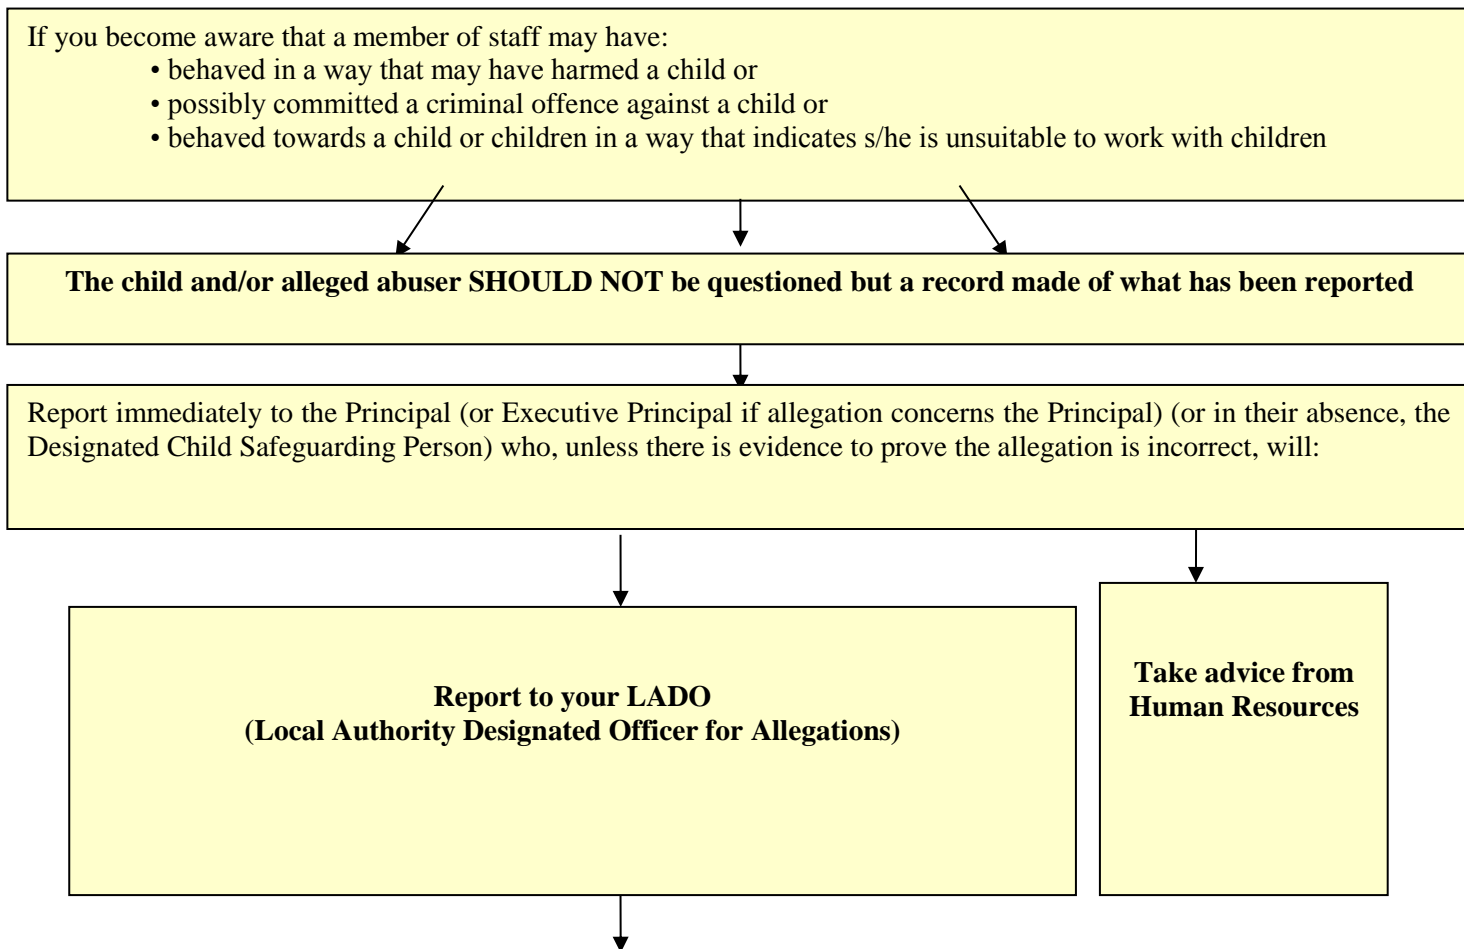 If you become aware that a member of staff may have:
• behaved in a way that may have harmed a child or
• possibly committed a criminal offence against a child or
• behaved towards a child or children in a way that indicates s/he is unsuitable to work with children
The child and/or alleged abuser SHOULD NOT be questioned but a record made of what has been reported
Report immediately to the Principal (or Executive Principal if allegation concerns the Principal) (or in their absence, the
Designated Child Safeguarding Person) who, unless there is evidence to prove the allegation is incorrect, will:
Report to your LADO
(Local Authority Designated Officer for Allegations)
Take advice from
Human Resources